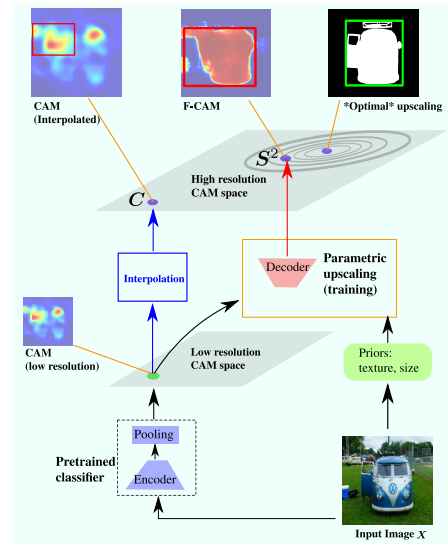 CAM
(Interpolated)
F-CAM
*Optimal* upscaling
S²
High resolution
CAM space
C
Interpolation
Decoder
Parametric
upscaling
(training)
CAM
(low resolution)
Low resolution
CAM space
Priors:
texture, size
Pooling
Pretrained
classifier
Encoder
Input Image X